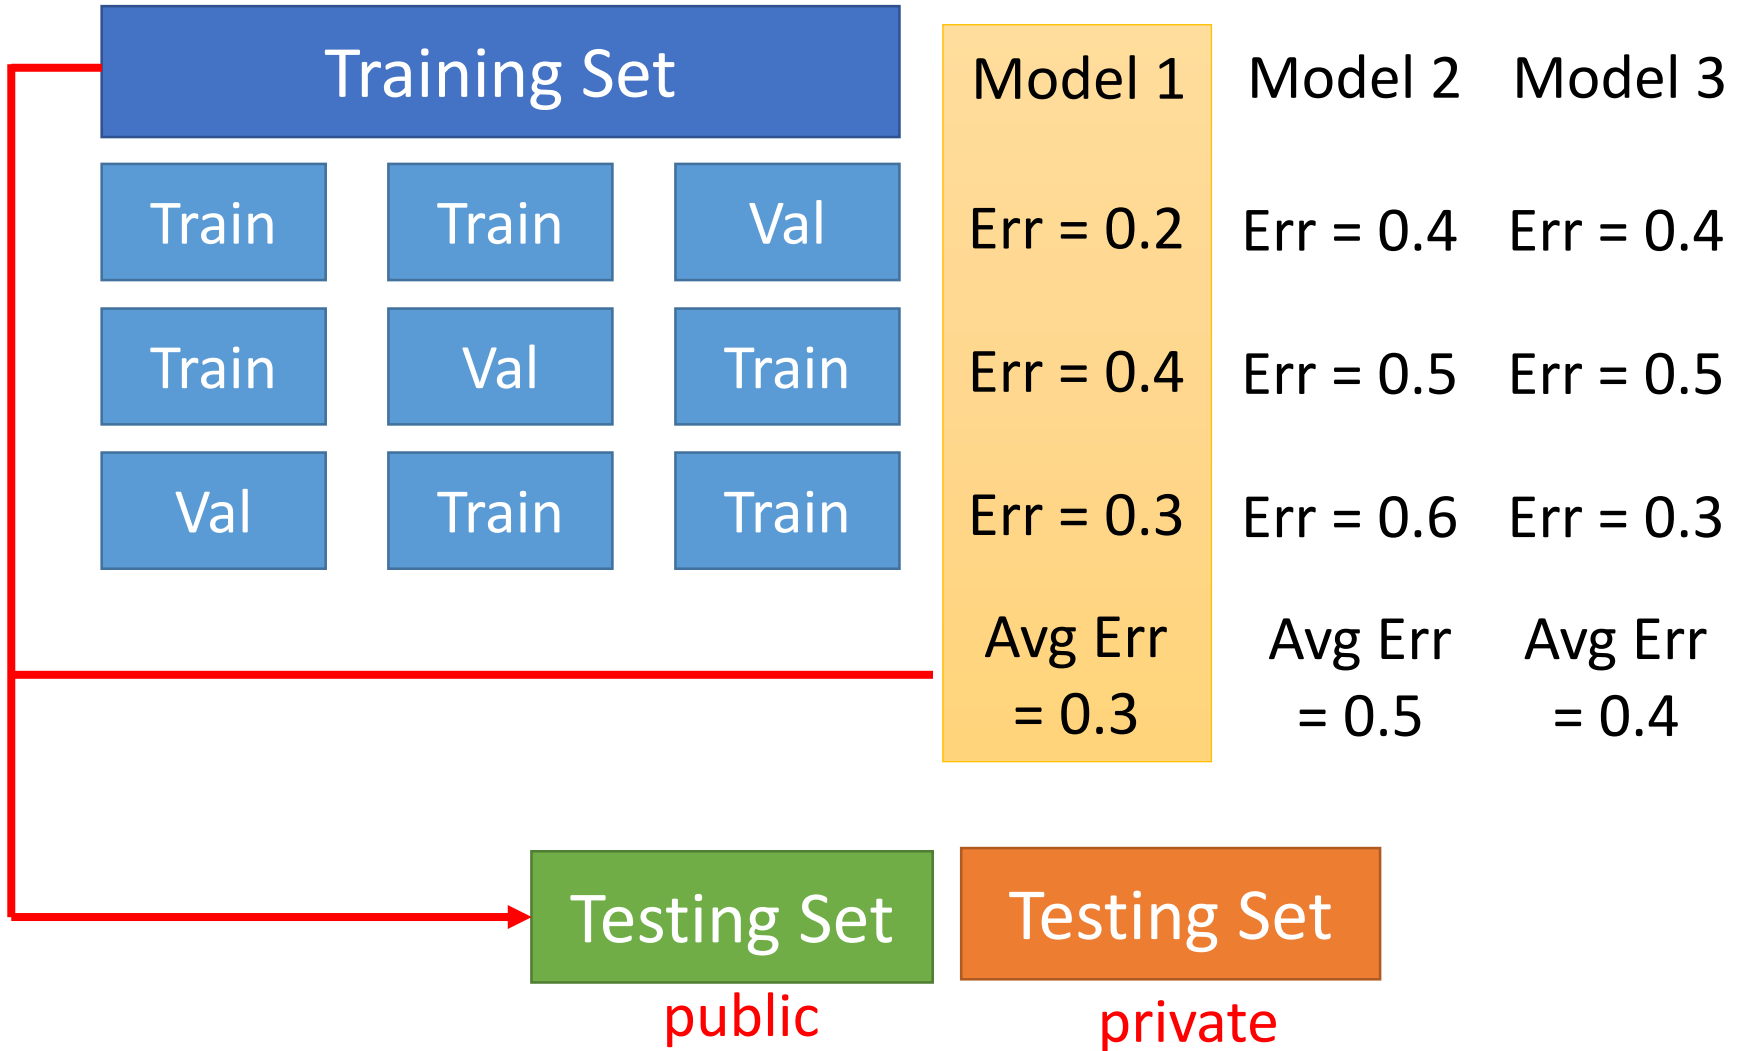 Training Set
Model 1 Model 2 Model 3
Train Train Val Err = 0.2 Err = 0.4 Err = 0.4
Train Val Train Err = 0.4 Err = 0.5 Err = 0.5
Val Train Train Err = 0.3 Err = 0.6 Err = 0.3
Avg Err Avg Err Avg Err
= 0.3 = 0.5 = 0.4
Testing Set Testing Set
public private